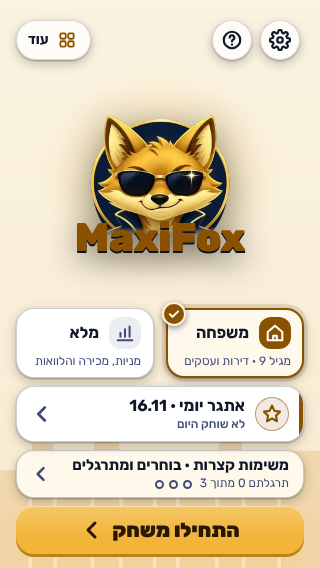 עוד
MaxiFox
משפחה
מגיל 9 • דירות ועסקים
מלא
מניות, מכירה והלוואות
אתגר יומי • 16.11
לא שוחק היום
משימות קצרות • בוחרים ומתרגלים
תרגלתם 0 מתוך 3
התחילו משחק